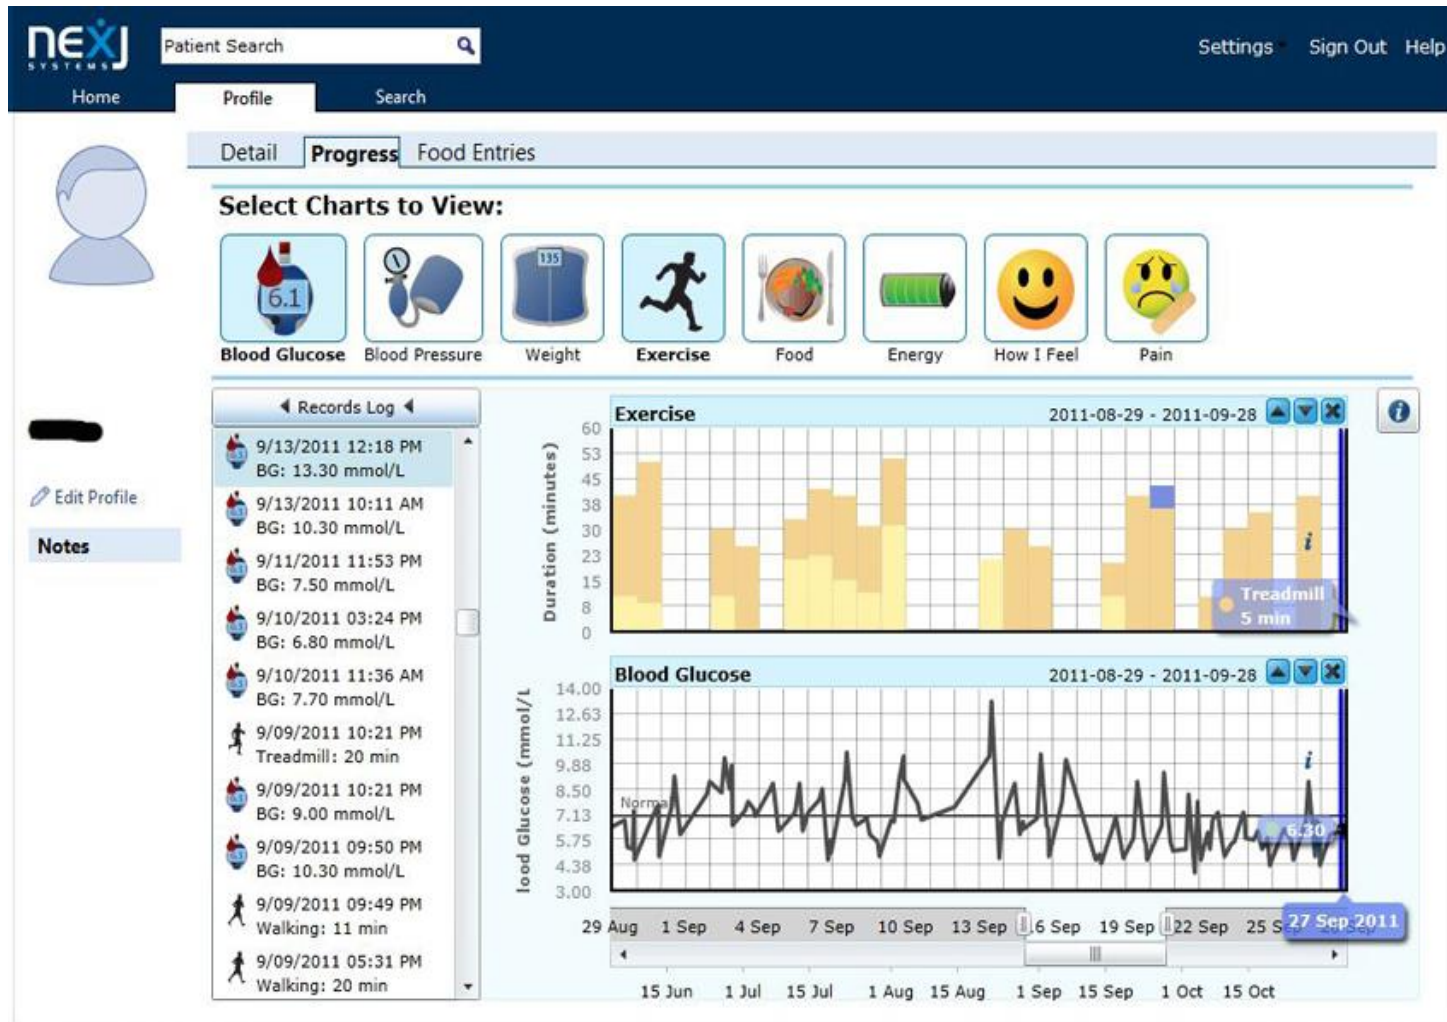 nexj
SYSTEMS
Patient Search
Settings Sign Out Help
Home Profile Search
Detail Progress Food Entries
Select Charts to View:
6.1
135
Blood Glucose Blood Pressure Weight Exercise Food Energy How I Feel Pain
Records Log
9/13/2011 12:18 PM
BG: 13.30 mmol/L
9/13/2011 10:11 AM
BG: 10.30 mmol/L
9/11/2011 11:53 PM
BG: 7.50 mmol/L
9/10/2011 03:24 PM
BG: 6.80 mmol/L
9/10/2011 11:36 AM
BG: 7.70 mmol/L
9/09/2011 10:21 PM
Treadmill: 20 min
9/09/2011 10:21 PM
BG: 9.00 mmol/L
9/09/2011 09:50 PM
BG: 10.30 mmol/L
9/09/2011 09:49 PM
Walking: 11 min
9/09/2011 05:31 PM
Walking: 20 min
Edit Profile
Notes
Exercise 2011-08-29 - 2011-09-28
Duration (minutes)
60
53
45
38
30
23
15
8
0
i
Treadmill
5 min
i
Blood Glucose 2011-08-29 - 2011-09-28
lood Glucose (mmol/L
14.00
12.63
11.25
9.88
8.50
7.13
5.75
4.38
3.00
Norma
i
6.30
29 Aug 1 Sep 4 Sep 7 Sep 10 Sep 13 Sep 6 Sep 19 Sep 22 Sep 25 S
27 Sep 2011
15 Jun 1 Jul 15 Jul 1 Aug 15 Aug 1 Sep 15 Sep 1 Oct 15 Oct